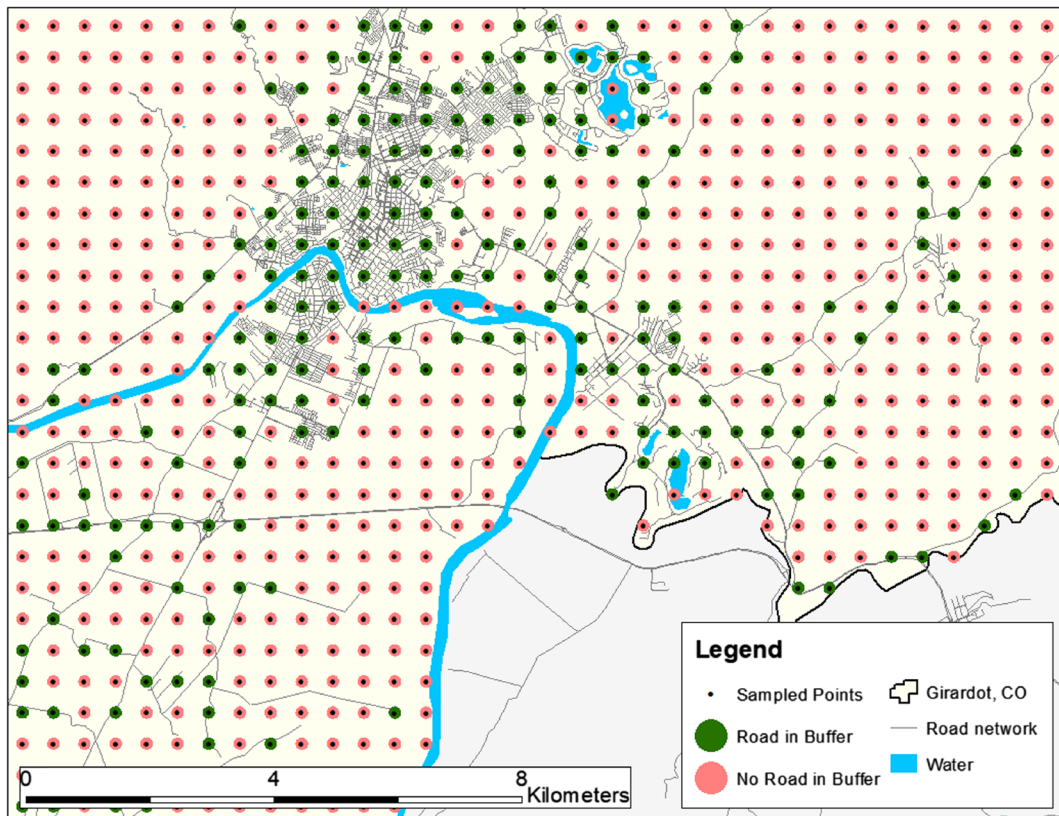 Legend
Sampled Points
Road in Buffer
No Road in Buffer
Girardot, CO
Road network
Water
0 4 8
Kilometers